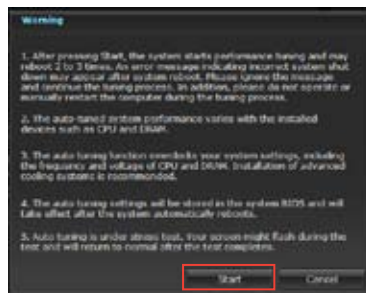 Warning
1. After pressing Start, the system starts performance tuning and may
reboot 2 to 3 times. An error message indicating incorrect system shut
down may appear after system reboot. Please ignore the message
and continue the tuning process. In addition, please do not operate or
manually restart the computer during the tuning process.
2. The auto-tuned system performance varies with the installed
devices such as CPU and DRAM.
3. The auto tuning function overclocks your system settings, including
the frequency and voltage of CPU and DRAM. Installation of advanced
cooling systems is recommended.
4. The auto tuning settings will be stored in the system BIOS and will
take effect after the system automatically reboots.
5. Auto tuning is under stress test. Your screen might flash during the
test and will return to normal after the test completes.
Start Cancel